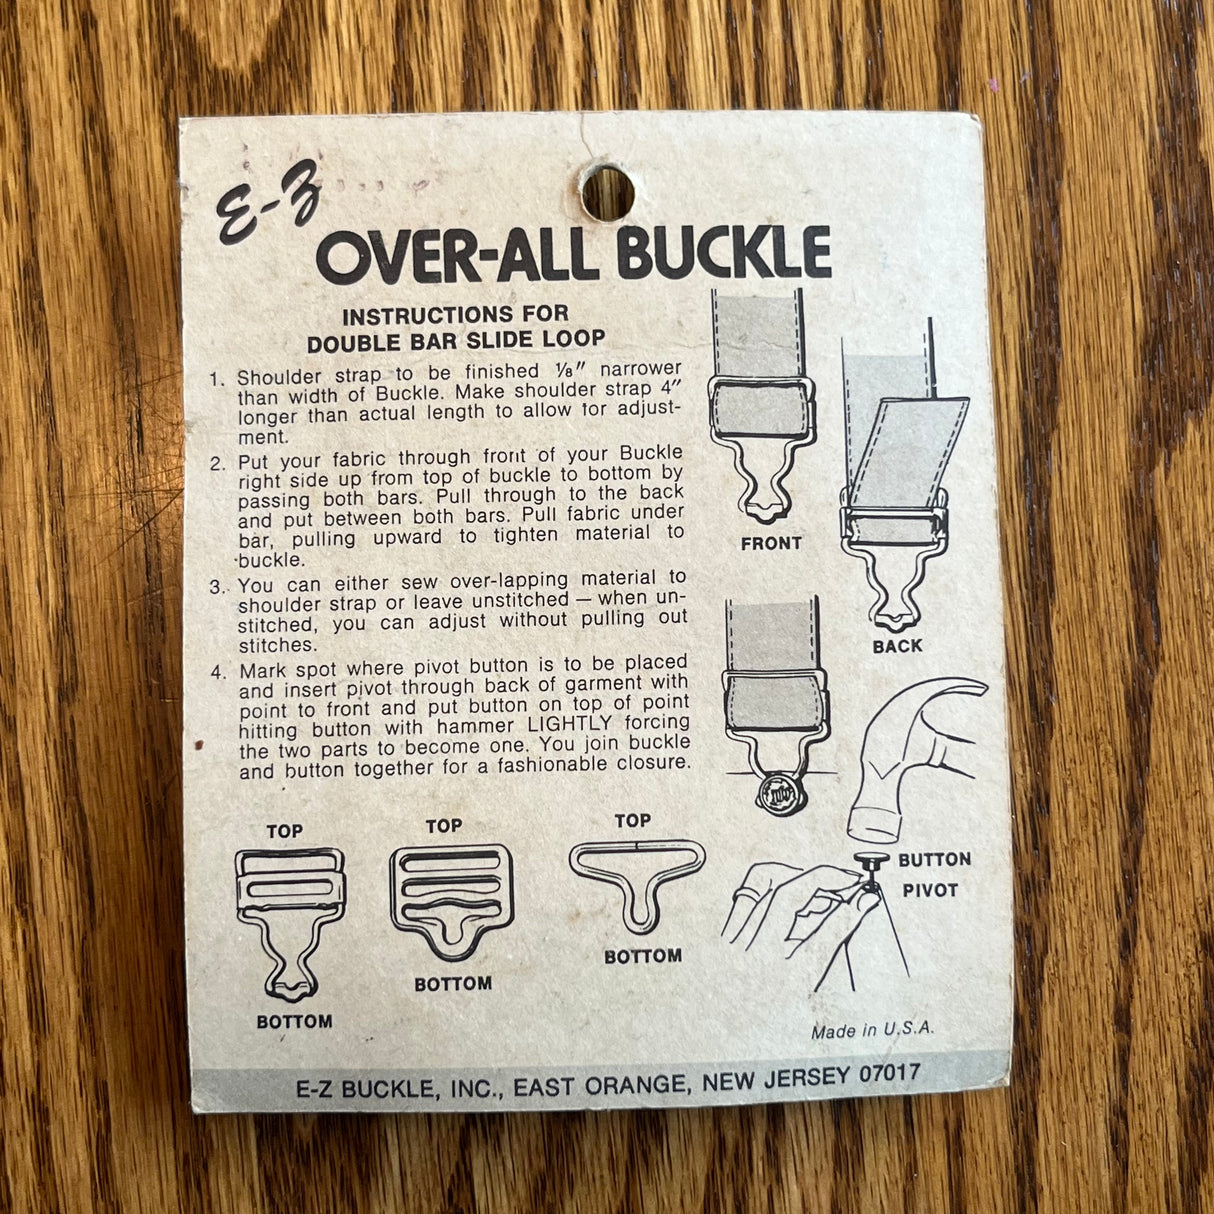 E-Z
OVER-ALL BUCKLE
INSTRUCTIONS FOR
DOUBLE BAR SLIDE LOOP
1. Shoulder strap to be finished ⅛" narrower
than width of Buckle. Make shoulder strap 4"
longer than actual length to allow for adjust-
ment.
2. Put your fabric through front of your Buckle
right side up from top of buckle to bottom by
passing both bars. Pull through to the back
and put between both bars. Pull fabric under
bar, pulling upward to tighten material to
buckle.
3. You can either sew over-lapping material to
shoulder strap or leave unstitched — when un-
stitched, you can adjust without pulling out
stitches.
4. Mark spot where pivot button is to be placed
and insert pivot through back of garment with
point to front and put button on top of point
hitting button with hammer LIGHTLY forcing
the two parts to become one. You join buckle
and button together for a fashionable closure.
FRONT
BACK
BUTTON
PIVOT
TOP
BOTTOM
TOP
BOTTOM
TOP
BOTTOM
Made in U.S.A.
E-Z BUCKLE, INC., EAST ORANGE, NEW JERSEY 07017